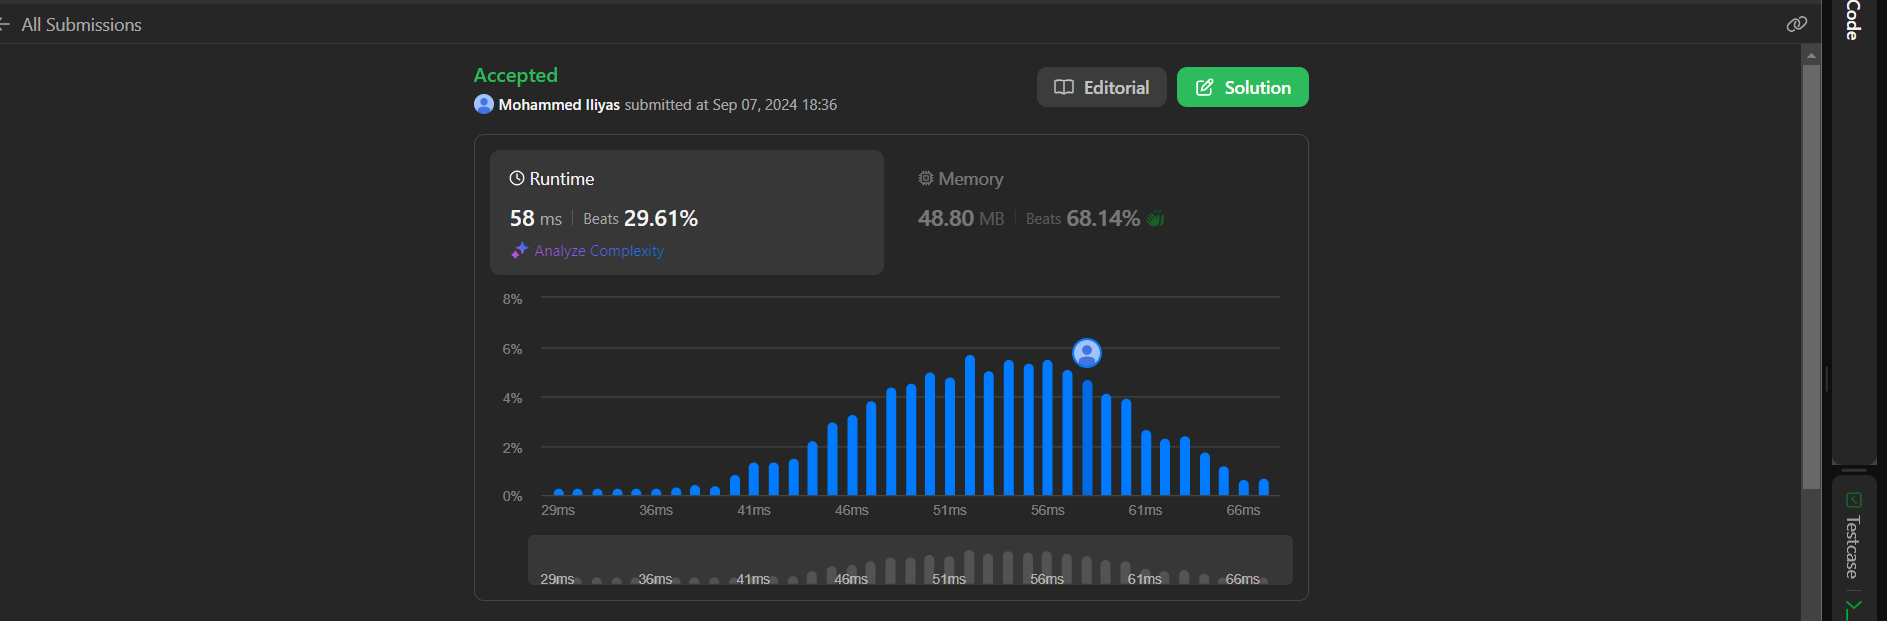 All Submissions
Code
Accepted
Mohammed Iliyas submitted at Sep 07, 2024 18:36
Editorial
Solution
Runtime
58 ms | Beats 29.61%
Analyze Complexity
Memory
48.80 MB | Beats 68.14%
8%
6%
4%
2%
0%
29ms 36ms 41ms 46ms 51ms 56ms 61ms 66ms
29ms 36ms 41ms 46ms 51ms 56ms 61ms 66ms
Testcase